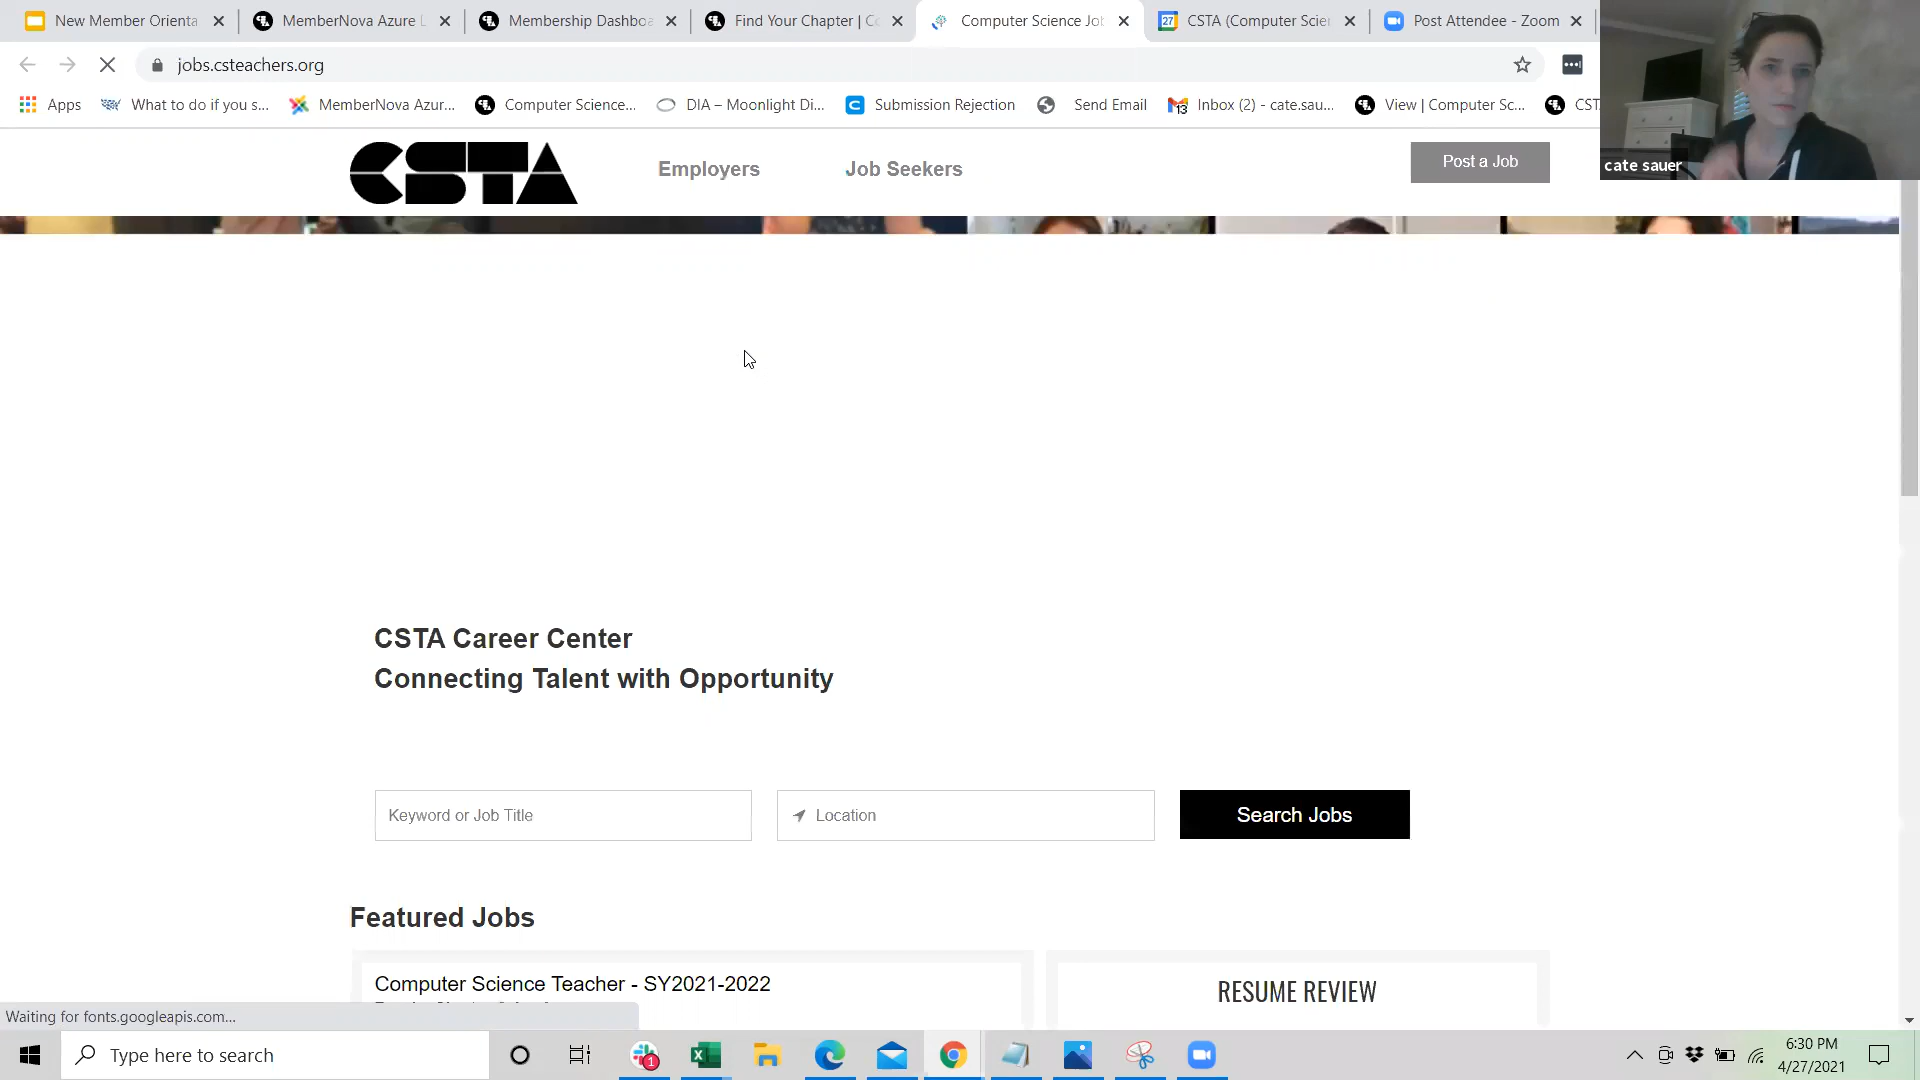 New Member Orienta
MemberNova Azure L
Membership Dashboa
Find Your Chapter | Co
Computer Science Job
CSTA (Computer Scien
Post Attendee - Zoom
jobs.csteachers.org
Apps
What to do if you s...
MemberNova Azur...
Computer Science...
DIA – Moonlight Di...
Submission Rejection
Send Email
Inbox (2) - cate.sau...
View | Computer Sc...
CST
CSTA
Employers
Job Seekers
Post a Job
cate sauer
CSTA Career Center
Connecting Talent with Opportunity
Keyword or Job Title
Location
Search Jobs
Featured Jobs
Computer Science Teacher - SY2021-2022
RESUME REVIEW
Waiting for fonts.googleapis.com...
Type here to search
6:30 PM
4/27/2021